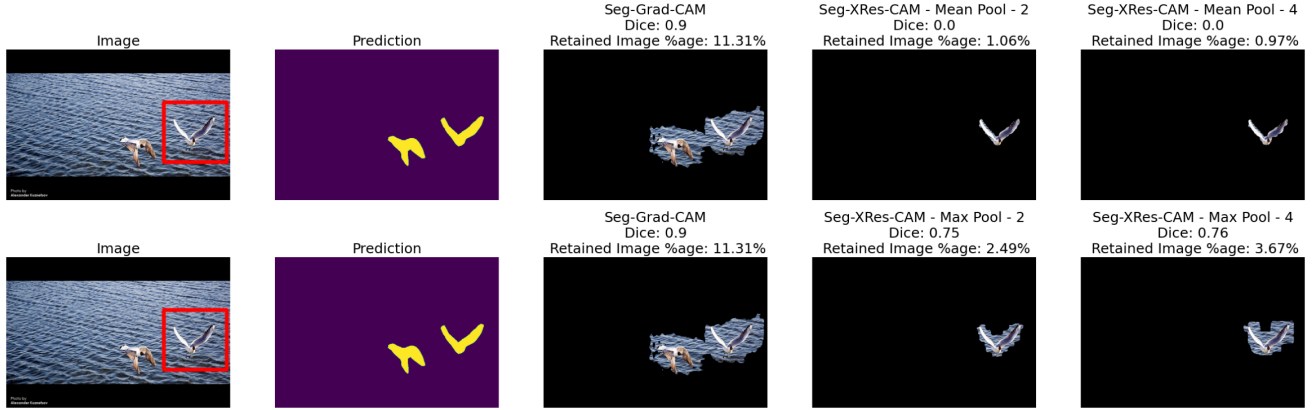 Seg-Grad-CAM
Dice: 0.9
Retained Image %age: 11.31%
Seg-XRes-CAM - Mean Pool - 2
Dice: 0.0
Retained Image %age: 1.06%
Seg-XRes-CAM - Mean Pool - 4
Dice: 0.0
Retained Image %age: 0.97%
Image
Prediction
Photo by
Seg-Grad-CAM
Dice: 0.9
Retained Image %age: 11.31%
Seg-XRes-CAM - Max Pool - 2
Dice: 0.75
Retained Image %age: 2.49%
Seg-XRes-CAM - Max Pool - 4
Dice: 0.76
Retained Image %age: 3.67%
Image
Prediction
Photo by